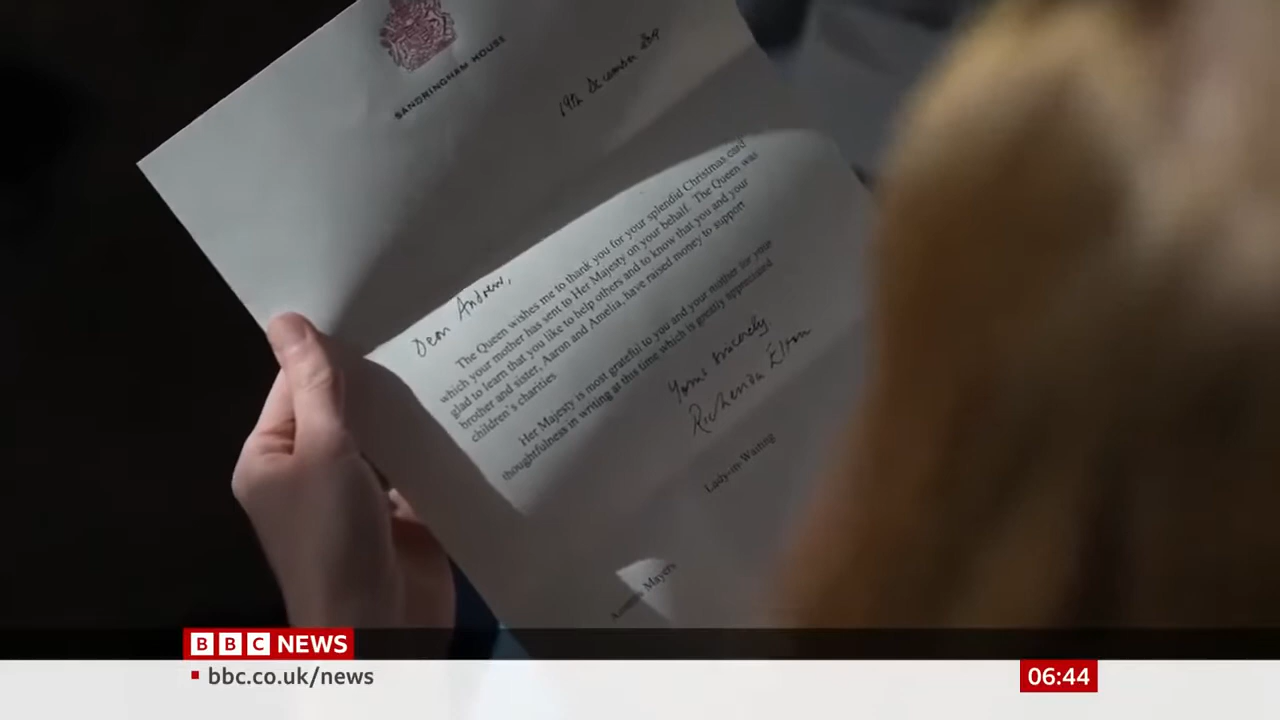 SANDRINGHAM HOUSE
19th December 2019
Dear Andrew,
The Queen wishes me to thank you for your splendid Christmas card
which your mother has sent to Her Majesty on your behalf. The Queen was
glad to learn that you like to help others and to know that you and your
brother and sister, Aaron and Amelia, have raised money to support
children's charities.
Her Majesty is most grateful to you and your mother for your
thoughtfulness in writing at this time which is greatly appreciated.
Yours sincerely
Richenda Elton
Lady-in-Waiting
Mayers
BBC NEWS
bbc.co.uk/news
06:44